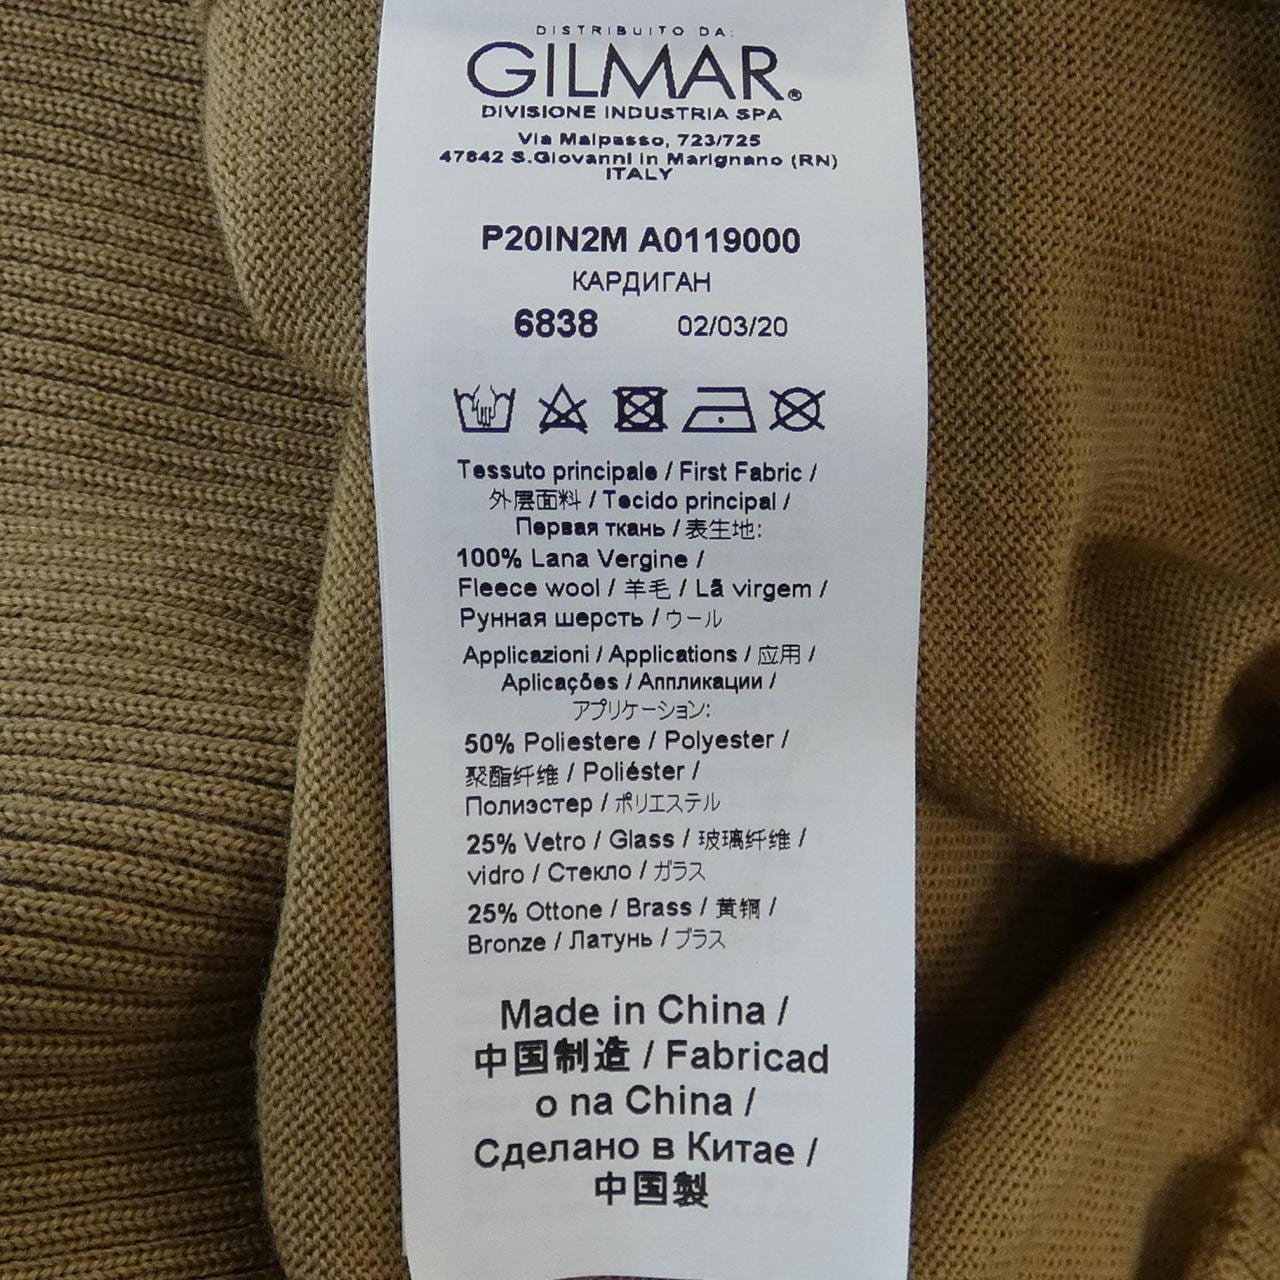 DISTRIBUITO DA:
GILMAR®
DIVISIONE INDUSTRIA SPA
Via Malpasso, 723/725
47842 S.Giovanni in Marignano (RN)
ITALY
P20IN2M A0119000
КАРДИГАН
6838 02/03/20
Tessuto principale / First Fabric /
外层面料 / Tecido principal /
Первая ткань / 表生地:
100% Lana Vergine /
Fleece wool / 羊毛 / Lã virgem /
Рунная шерсть / ウール
Applicazioni / Applications / 应用 /
Aplicações / Аппликации /
アプリケーション:
50% Poliestere / Polyester /
聚酯纤维 / Poliéster /
Полиэстер / ポリエステル
25% Vetro / Glass / 玻璃纤维 /
vidro / Стекло / ガラス
25% Ottone / Brass / 黄铜 /
Bronze / Латунь / ブラス
Made in China /
中国制造 / Fabricad
o na China /
Сделано в Китае /
中国製